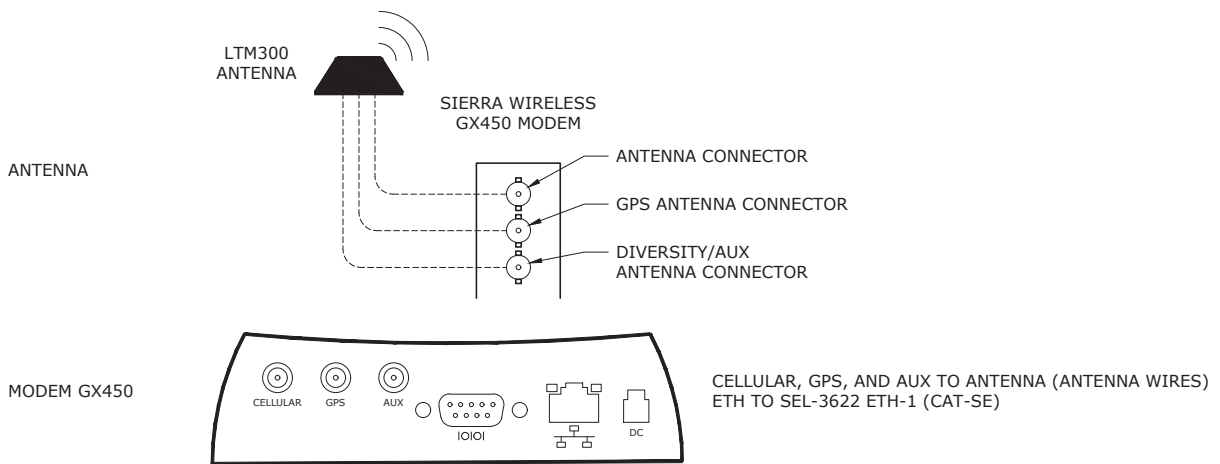 LTM300
ANTENNA
SIERRA WIRELESS
GX450 MODEM
ANTENNA
ANTENNA CONNECTOR
GPS ANTENNA CONNECTOR
DIVERSITY/AUX
ANTENNA CONNECTOR
MODEM GX450
CELLULAR
GPS
AUX
IOIOI
DC
CELLULAR, GPS, AND AUX TO ANTENNA (ANTENNA WIRES)
ETH TO SEL-3622 ETH-1 (CAT-SE)